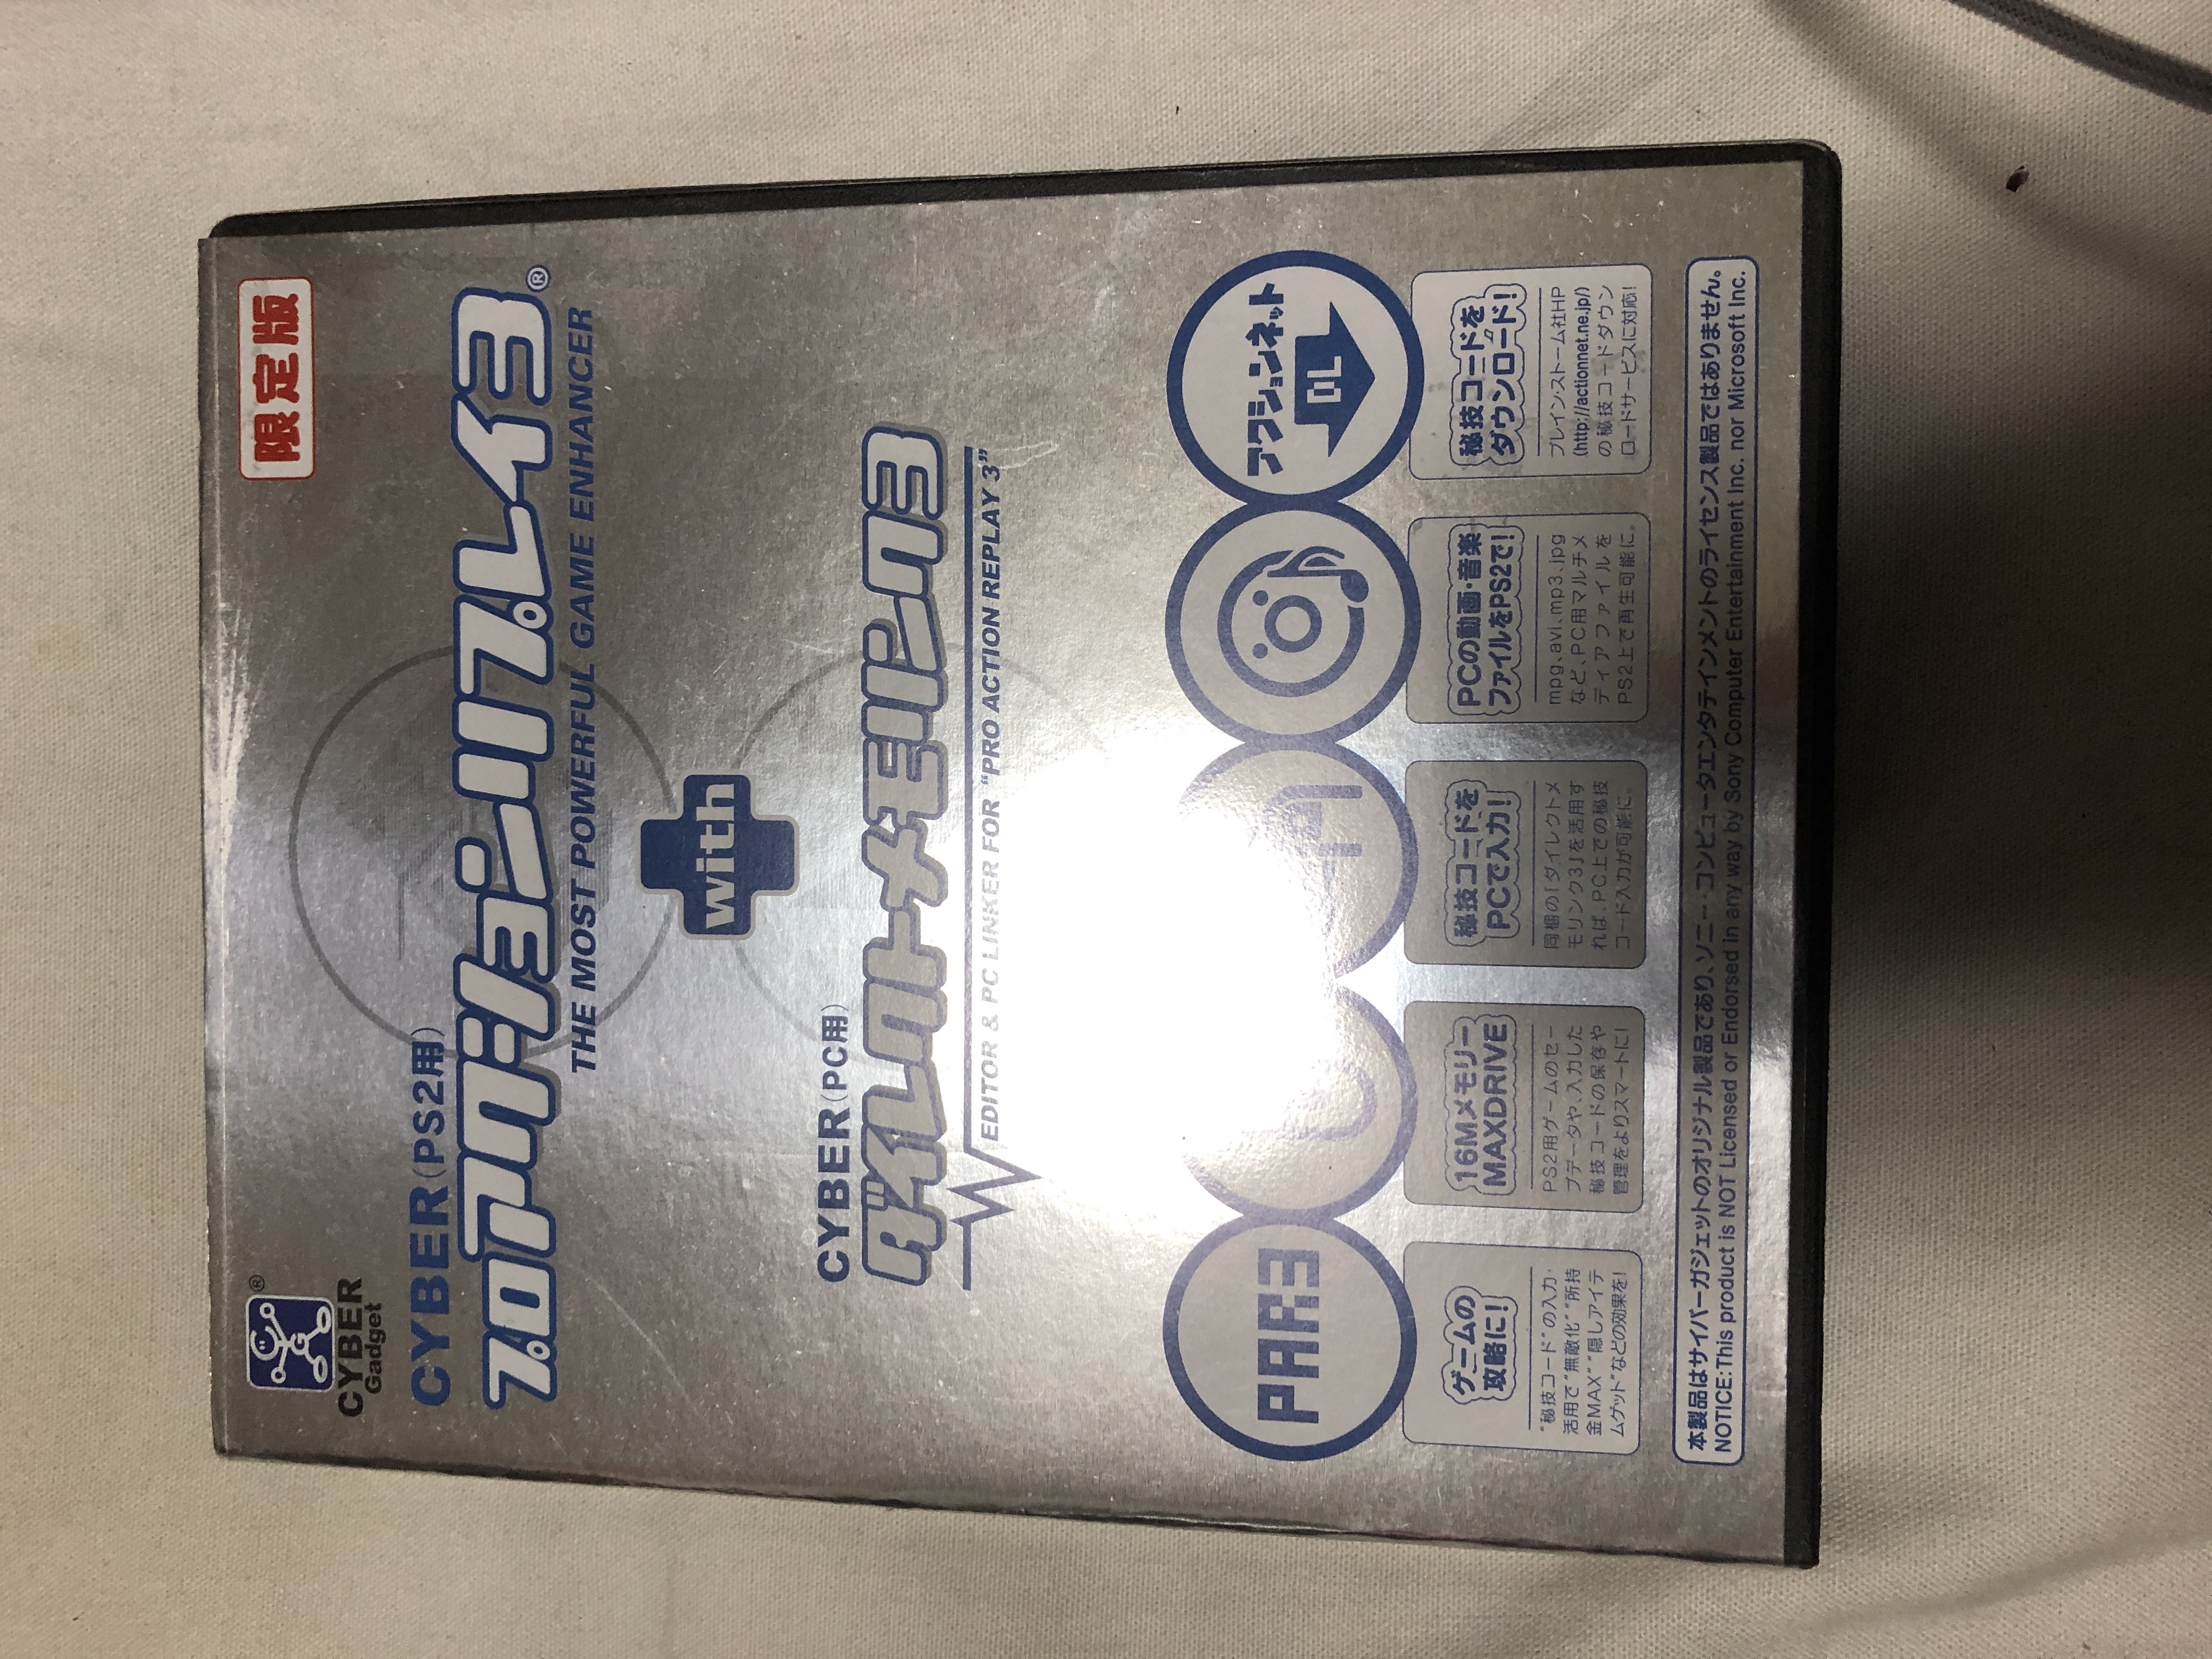 限定版
CYBER
Gadget
CYBER(PS2用)
プロアクションリプレイ3®
THE MOST POWERFUL GAME ENHANCER
with
CYBER(PC用)
ダイレクトメモリンク3
EDITOR & PC LINKER FOR "PRO ACTION REPLAY 3"
PAR3
アクションネット
DL
ゲームの
攻略に!
"秘技コード"の入力・
活用で"無敵化""所持
金MAX""隠しアイテ
ムゲット"などの効果を!
16Mメモリー
MAXDRIVE
PS2用ゲームのセー
ブデータや、入力した
秘技コードの保存や
管理をよりスマートに!
秘技コードを
PCで入力!
同梱の「ダイレクトメ
モリンク3」を活用す
れば、PC上での秘技
コード入力が可能に。
PCの動画・音楽
ファイルをPS2で!
mpg.avi.mp3.jpg
など、PC用マルチメ
ディアファイルを
PS2上で再生可能に。
秘技コードを
ダウンロード!
ブレイン・ストーム社HP
(http://actionnet.ne.jp/)
の秘技コードダウン
ロードサービスに対応!
本製品はサイバーガジェットのオリジナル製品であり、ソニー・コンピュータエンタテインメントのライセンス製品ではありません。
NOTICE:This product is NOT Licensed or Endorsed in any way by Sony Computer Entertainment Inc. nor Microsoft Inc.